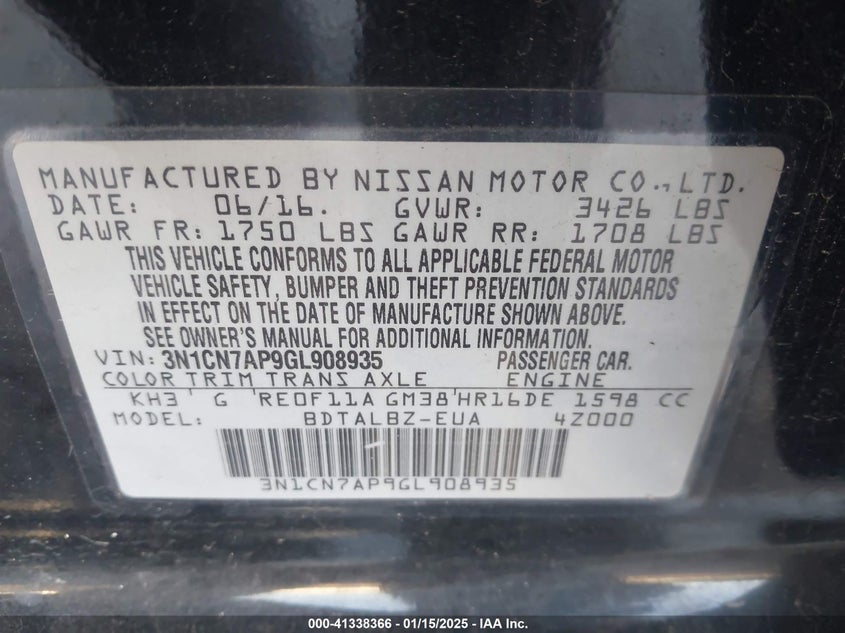 MANUFACTURED BY NISSAN MOTOR CO., LTD.
DATE: 06/16. GVWR: 3426 LBS
GAWR FR: 1750 LBS GAWR RR: 1708 LBS
THIS VEHICLE CONFORMS TO ALL APPLICABLE FEDERAL MOTOR
VEHICLE SAFETY, BUMPER AND THEFT PREVENTION STANDARDS
IN EFFECT ON THE DATE OF MANUFACTURE SHOWN ABOVE.
SEE OWNER'S MANUAL FOR ADDITIONAL INFORMATION.
VIN: 3N1CN7AP9GL908935 PASSENGER CAR.
COLOR TRIM TRANS AXLE ENGINE
KH3 G RE0F11A GM38 HR16DE 1598 CC
MODEL: BDTALBZ-EUA 4Z000
3N1CN7AP9GL908935
000-41338366 - 01/15/2025 - IAA Inc.